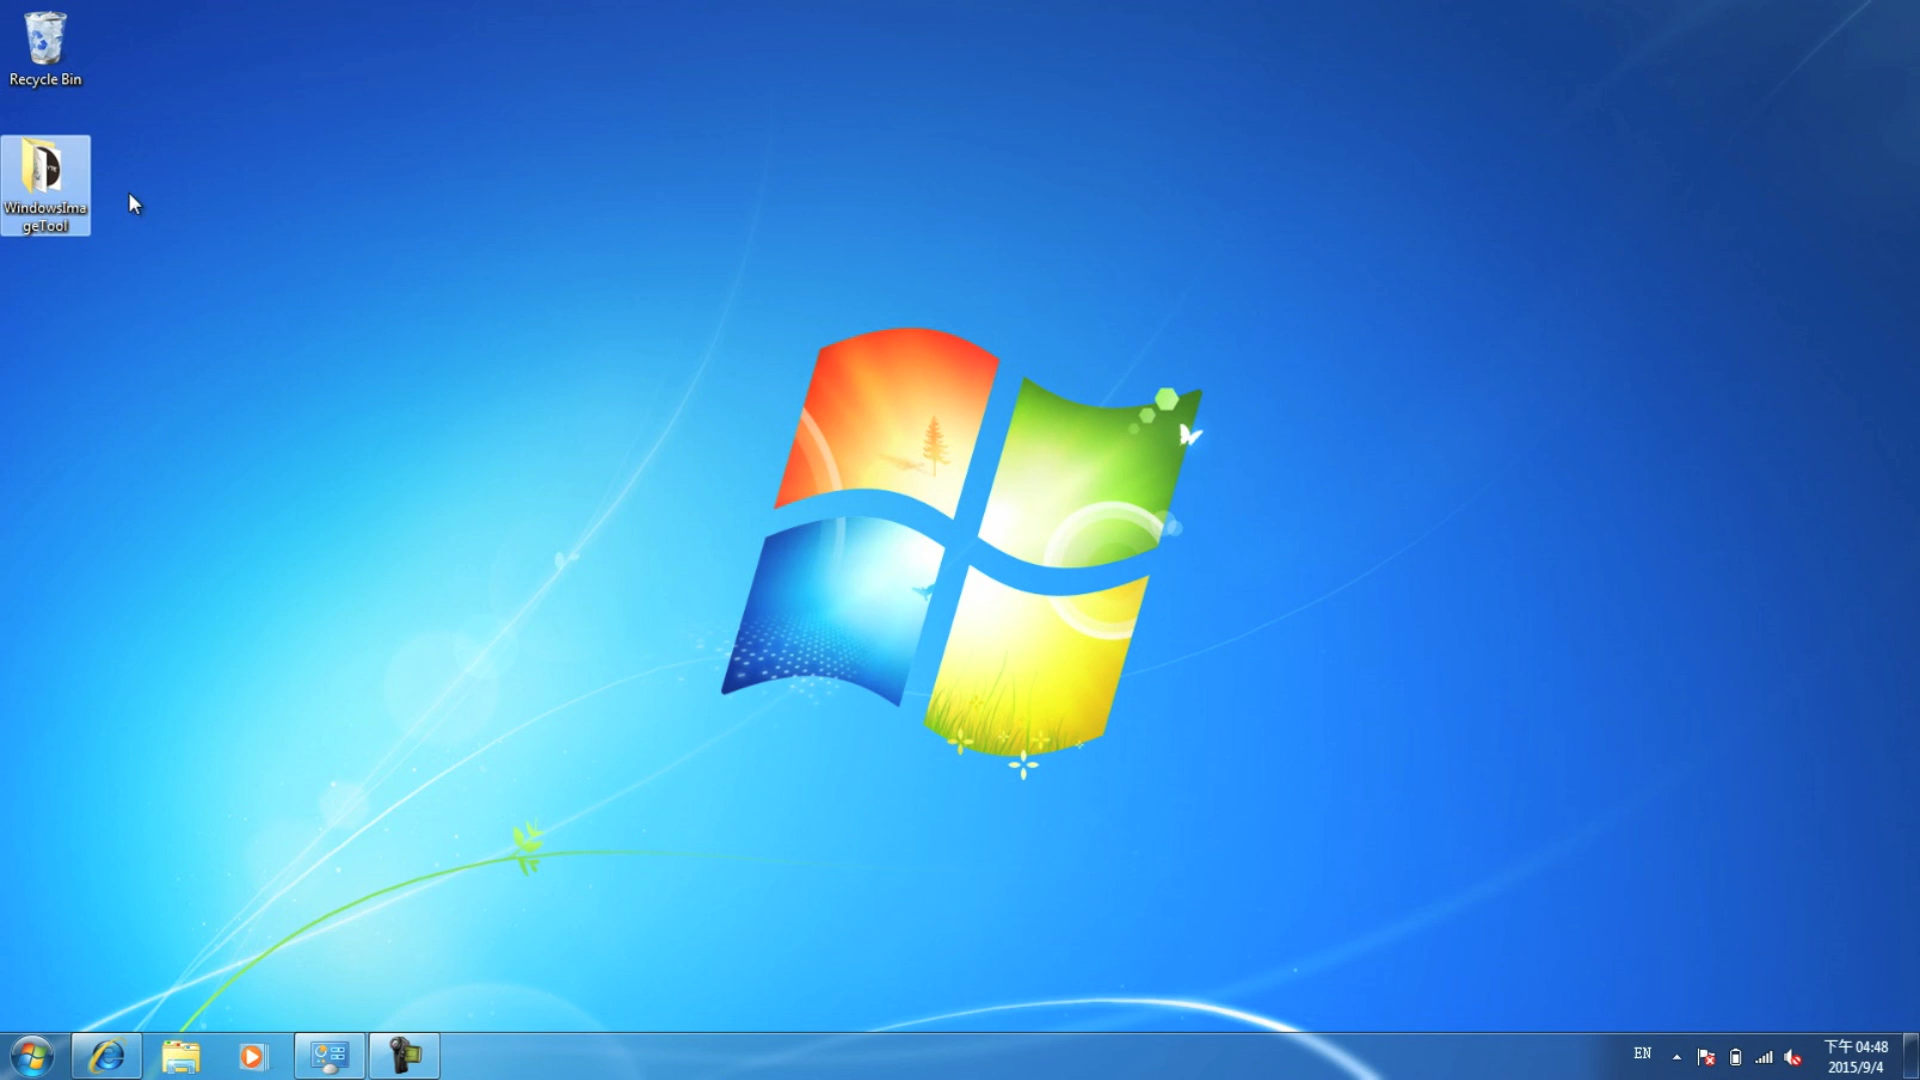 Recycle Bin
WindowsIma
geTool
EN
下午 04:48
2015/9/4